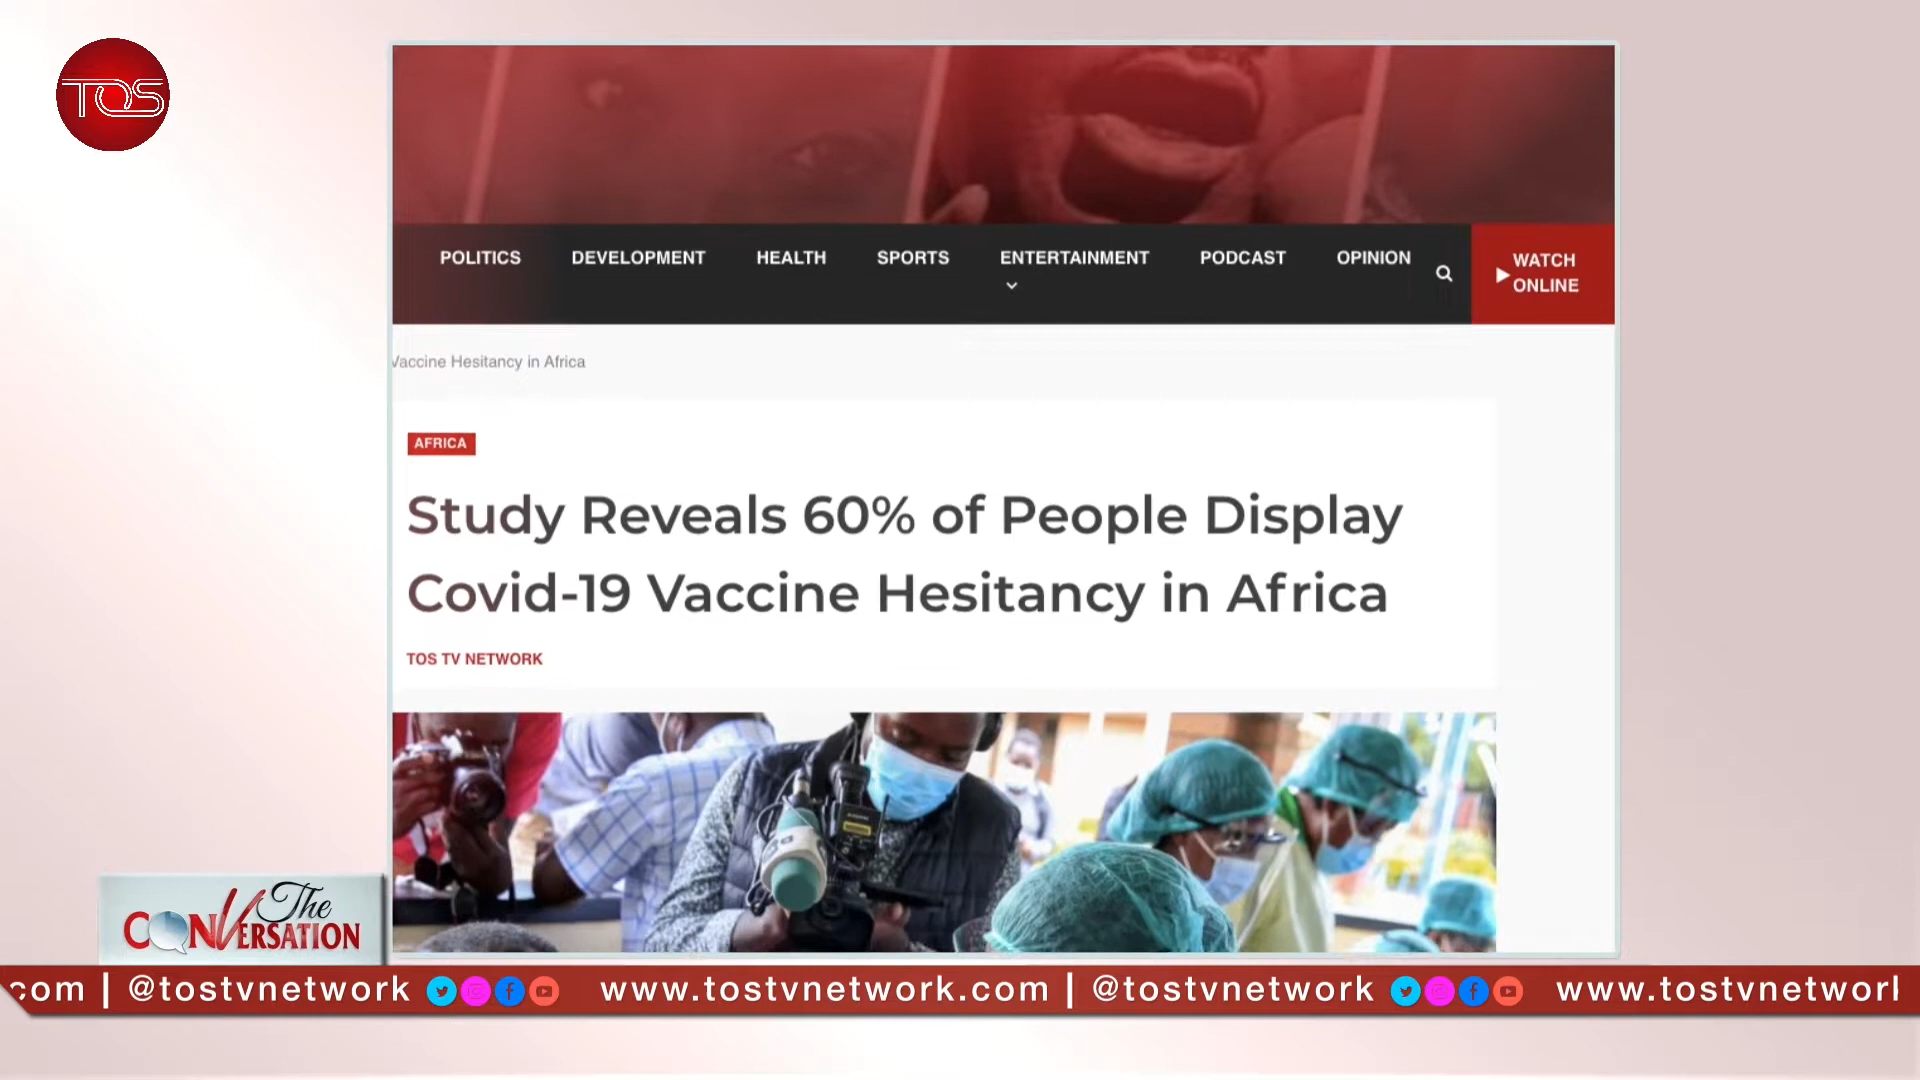 TOS
POLITICS DEVELOPMENT HEALTH SPORTS ENTERTAINMENT PODCAST OPINION
WATCH
ONLINE
Vaccine Hesitancy in Africa
AFRICA
Study Reveals 60% of People Display
Covid-19 Vaccine Hesitancy in Africa
TOS TV NETWORK
The
CONVERSATION
com | @tostvnetwork www.tostvnetwork.com | @tostvnetwork www.tostvnetworl